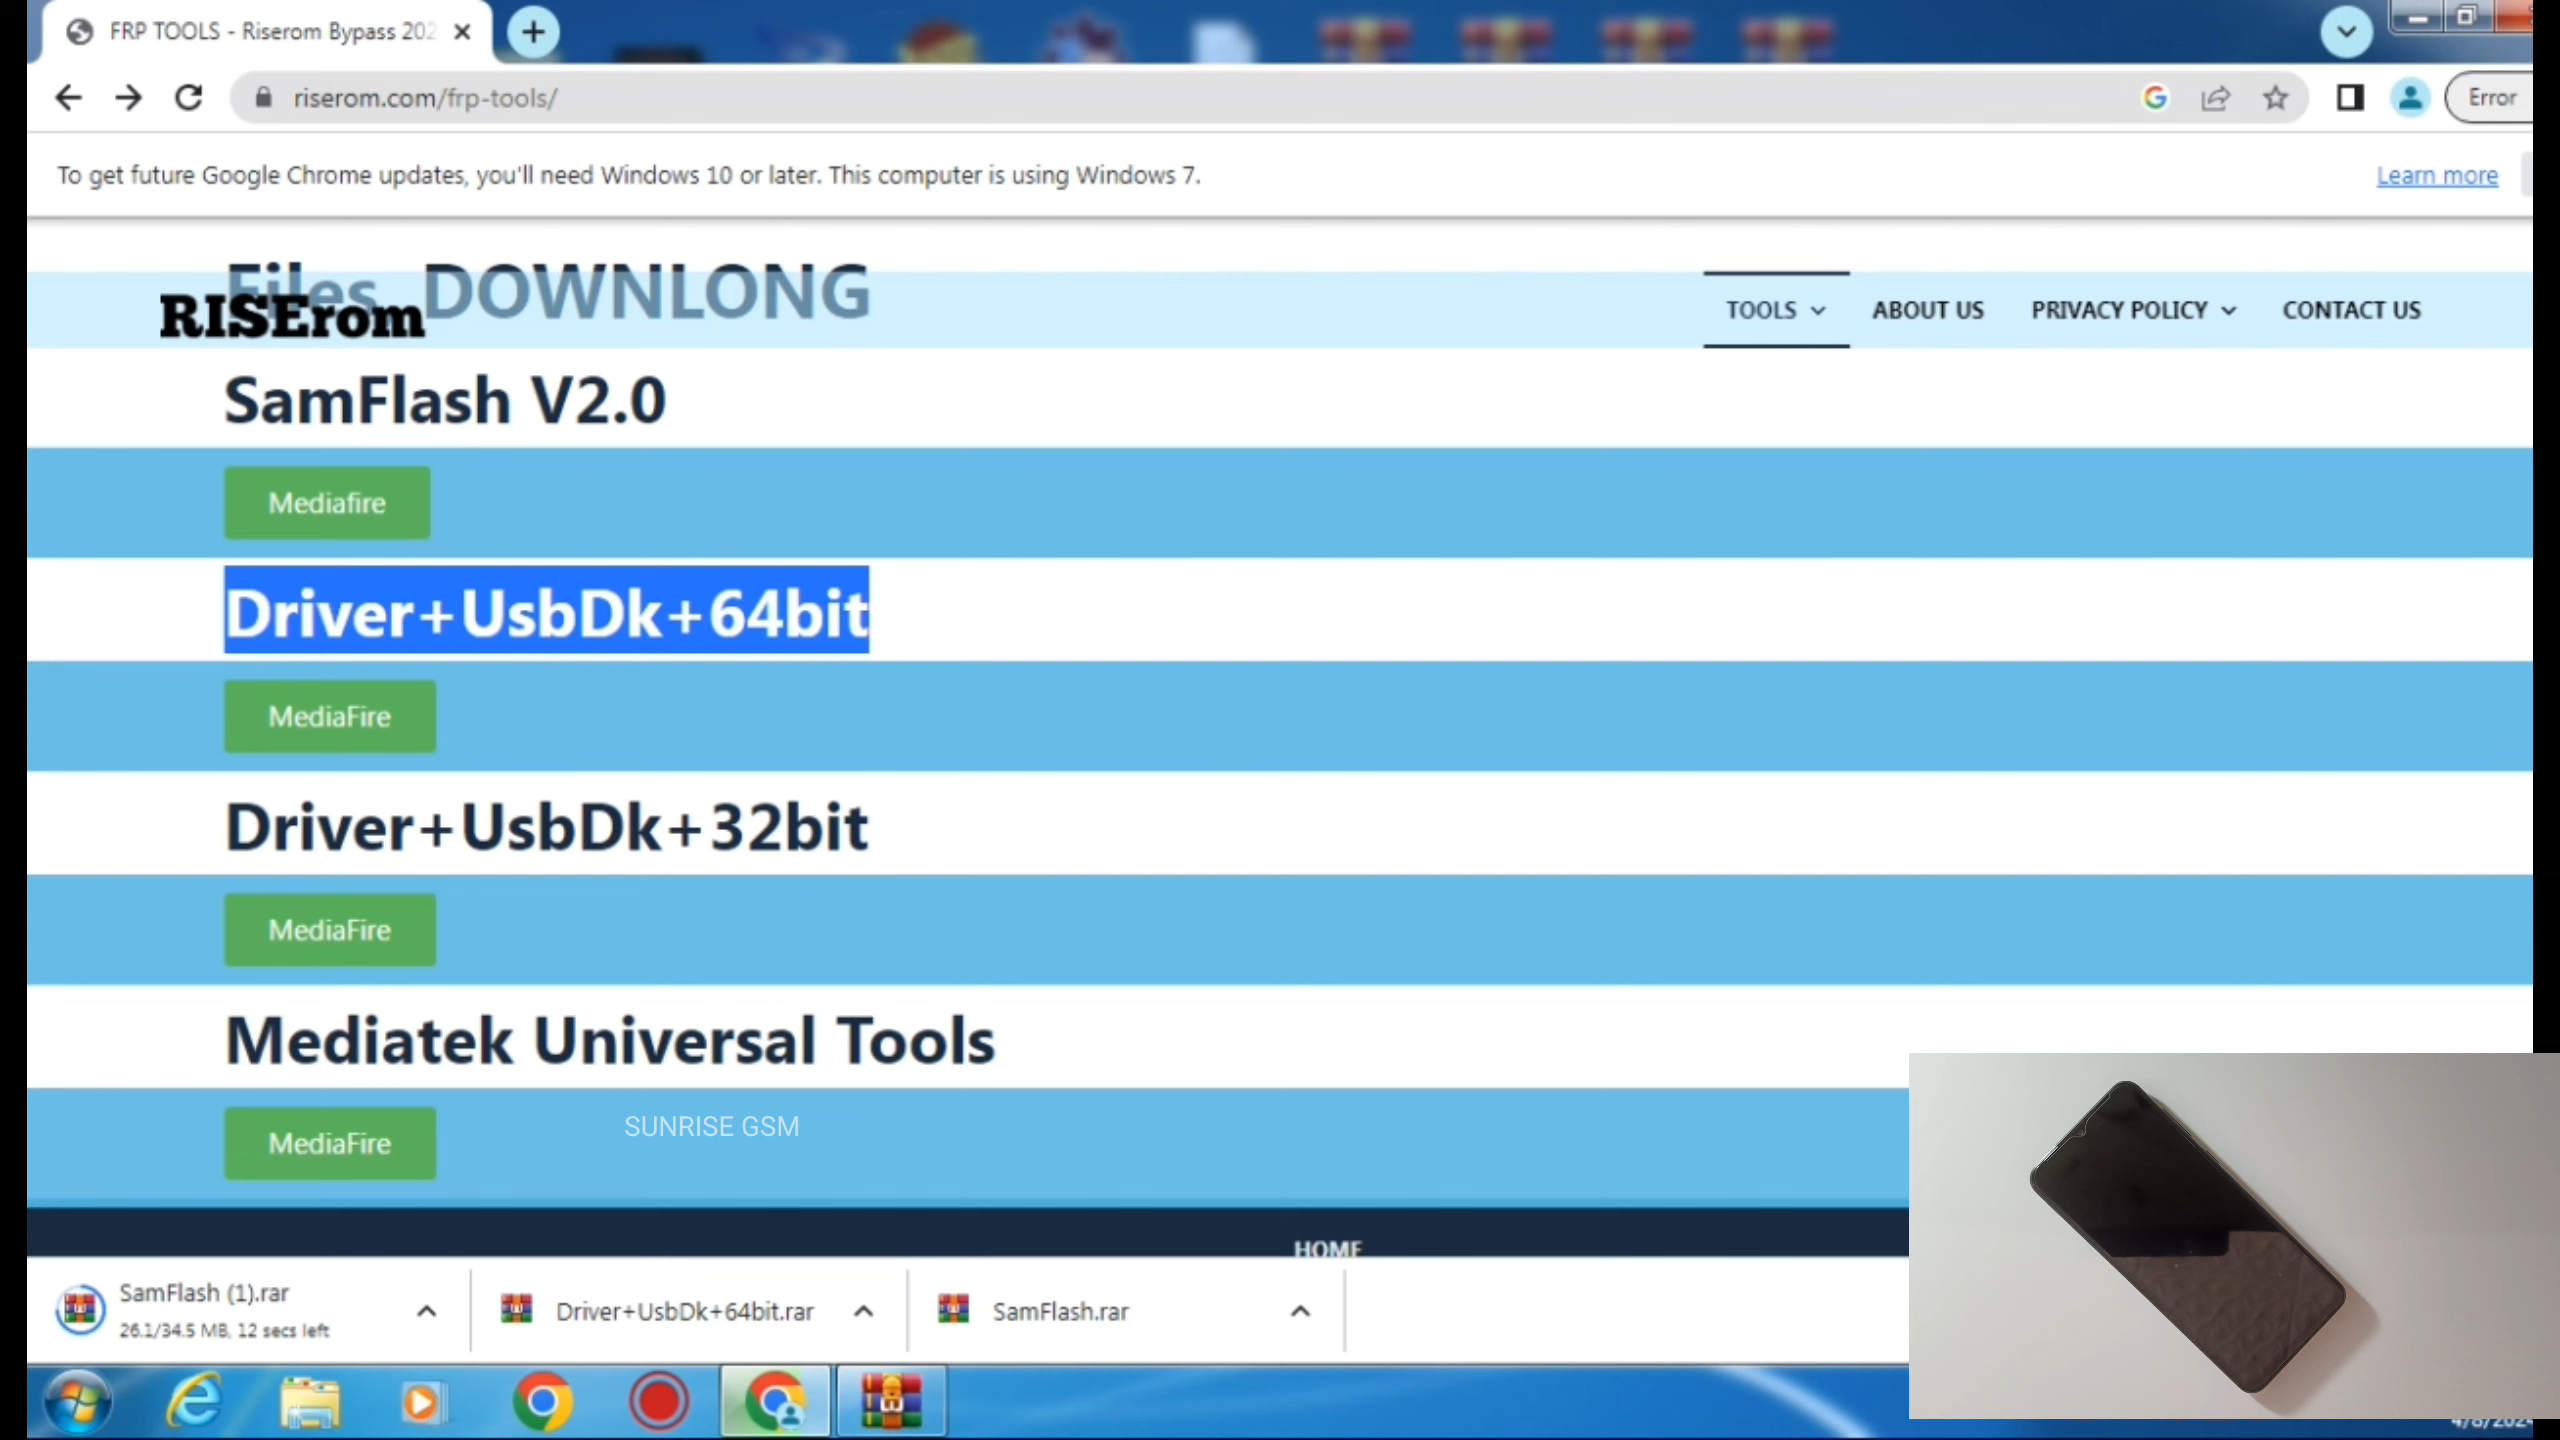 FRP TOOLS - Riserom Bypass 202
riserom.com/frp-tools/
Error
To get future Google Chrome updates, you'll need Windows 10 or later. This computer is using Windows 7.
Learn more
Files DOWNLONG
RISErom
TOOLS
ABOUT US
PRIVACY POLICY
CONTACT US
SamFlash V2.0
Mediafire
Driver+UsbDk+64bit
MediaFire
Driver+UsbDk+32bit
MediaFire
Mediatek Universal Tools
MediaFire
SUNRISE GSM
HOME
SamFlash (1).rar
26.1/34.5 MB, 12 secs left
Driver+UsbDk+64bit.rar
SamFlash.rar